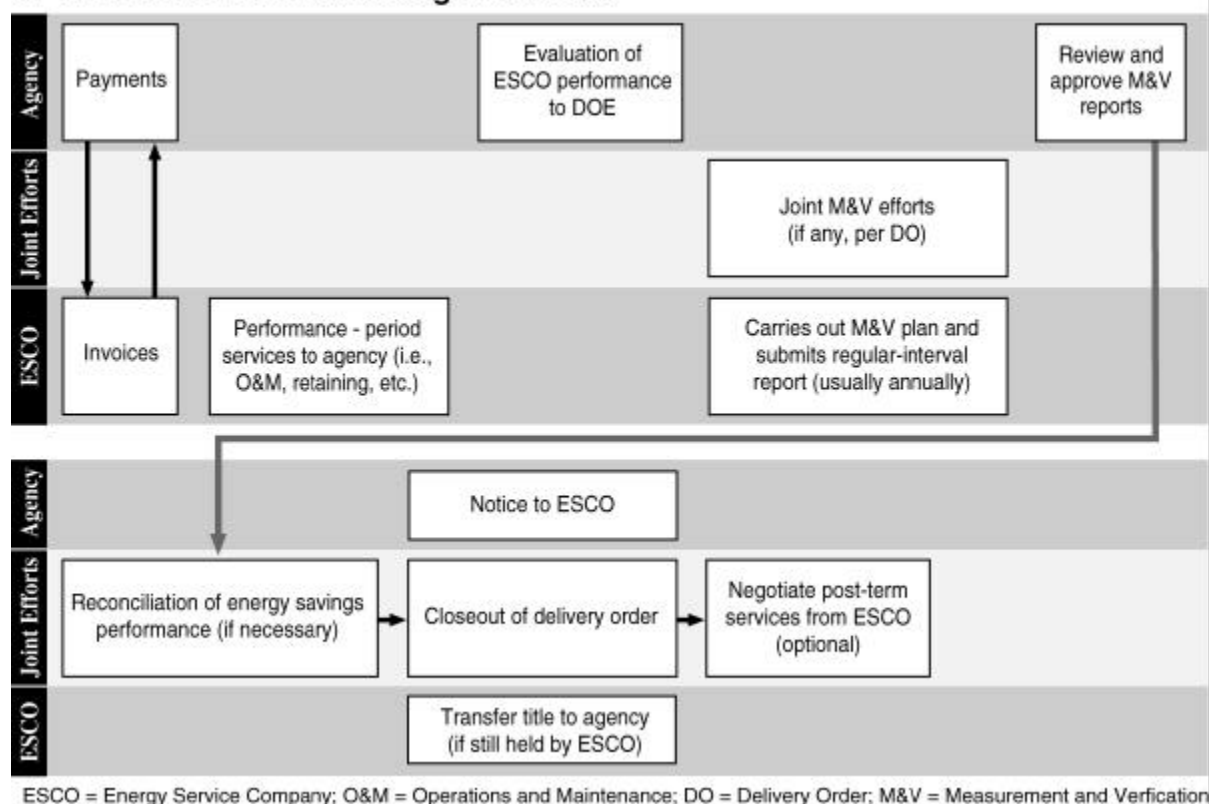 Agency
Payments
Evaluation of
ESCO performance
to DOE
Review and
approve M&V
reports
Joint Efforts
Joint M&V efforts
(if any, per DO)
ESCO
Invoices
Performance - period
services to agency (i.e.,
O&M, retaining, etc.)
Carries out M&V plan and
submits regular-interval
report (usually annually)
Agency
Notice to ESCO
Joint Efforts
Reconciliation of energy savings
performance (if necessary)
Closeout of delivery order
Negotiate post-term
services from ESCO
(optional)
ESCO
Transfer title to agency
(if still held by ESCO)
ESCO = Energy Service Company; O&M = Operations and Maintenance; DO = Delivery Order; M&V = Measurement and Verfication